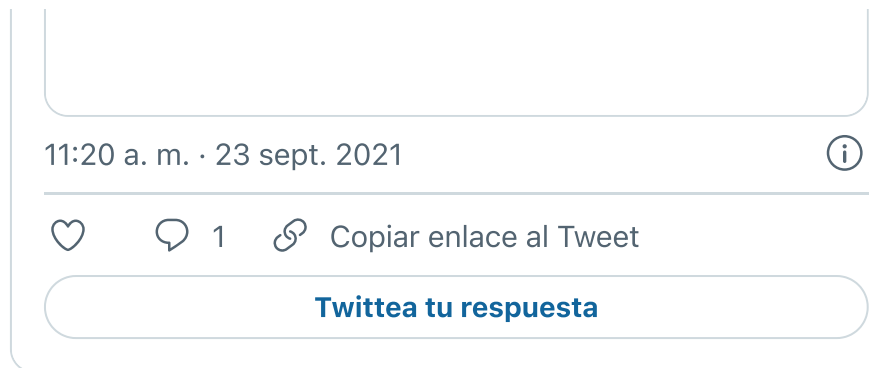 11:20 a. m. · 23 sept. 2021
1 Copiar enlace al Tweet
Twittea tu respuesta